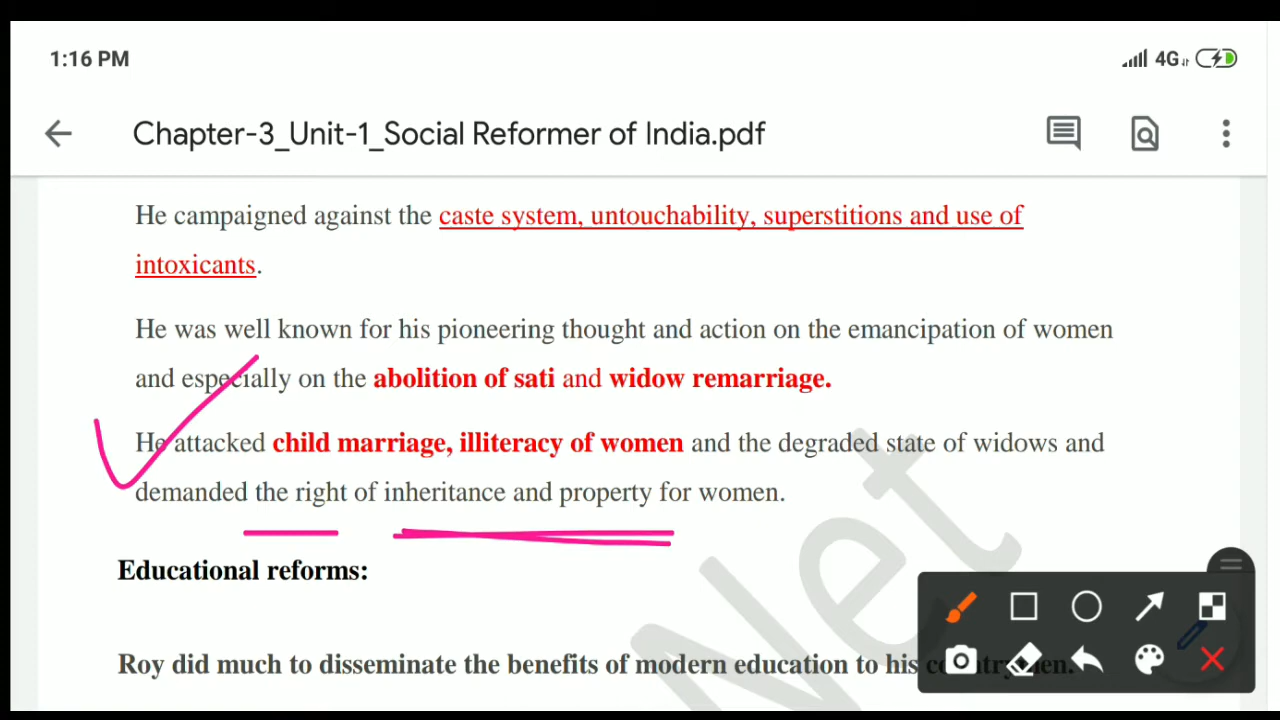 1:16 PM
4G
Chapter-3_Unit-1_Social Reformer of India.pdf
He campaigned against the caste system, untouchability, superstitions and use of
intoxicants.
He was well known for his pioneering thought and action on the emancipation of women
and especially on the abolition of sati and widow remarriage.
He attacked child marriage, illiteracy of women and the degraded state of widows and
demanded the right of inheritance and property for women.
Net
Educational reforms:
Roy did much to disseminate the benefits of modern education to his countrymen.